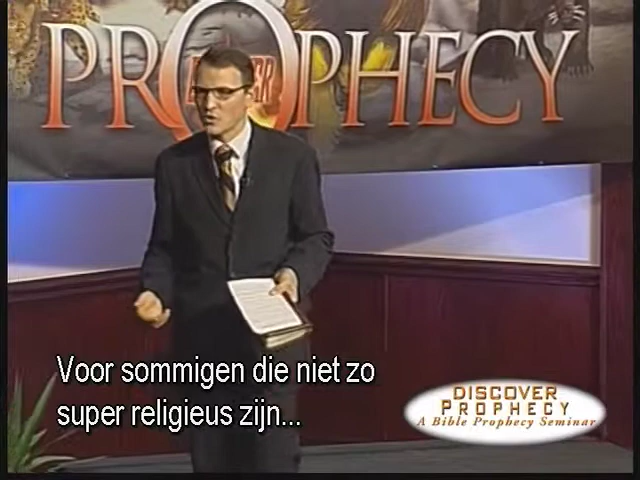 PROPHECY
Voor sommigen die niet zo
super religieus zijn...
DISCOVER
PROPHECY
A Bible Prophecy Seminar